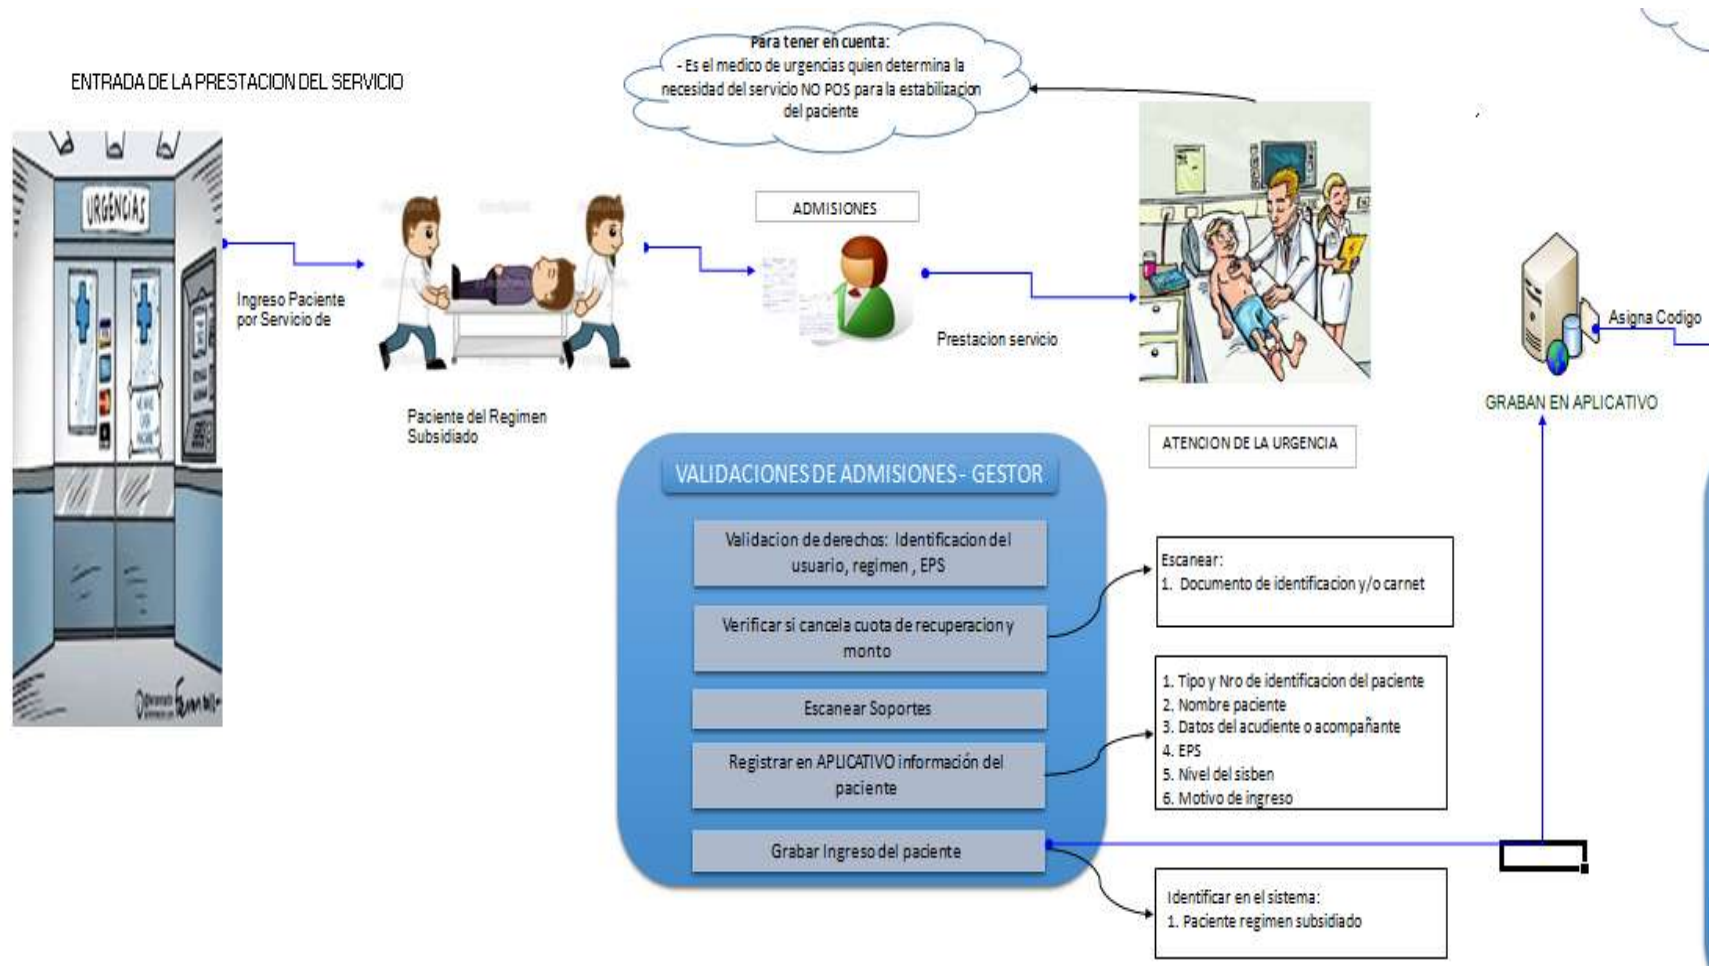 Para tener en cuenta:
- Es el medico de urgencias quien determina la
necesidad del servicio NO POS para la estabilizacion
del paciente
ENTRADA DE LA PRESTACION DEL SERVICIO
URGENCIAS
ADMISIONES
Ingreso Paciente
por Servicio de
Prestacion servicio
Asigna Codigo
GRABAN EN APLICATIVO
Paciente del Regimen
Subsidiado
ATENCION DE LA URGENCIA
VALIDACIONES DE ADMISIONES - GESTOR
Validacion de derechos: Identificacion del
usuario, regimen , EPS
Escanear:
1. Documento de identificacion y/o carnet
Verificar si cancela cuota de recuperacion y
monto
Escanear Soportes
1. Tipo y Nro de identificacion del paciente
2. Nombre paciente
3. Datos del acudiente o acompañante
4. EPS
5. Nivel del sisben
6. Motivo de ingreso
Registrar en APLICATIVO información del
paciente
Grabar Ingreso del paciente
Identificar en el sistema:
1. Paciente regimen subsidiado